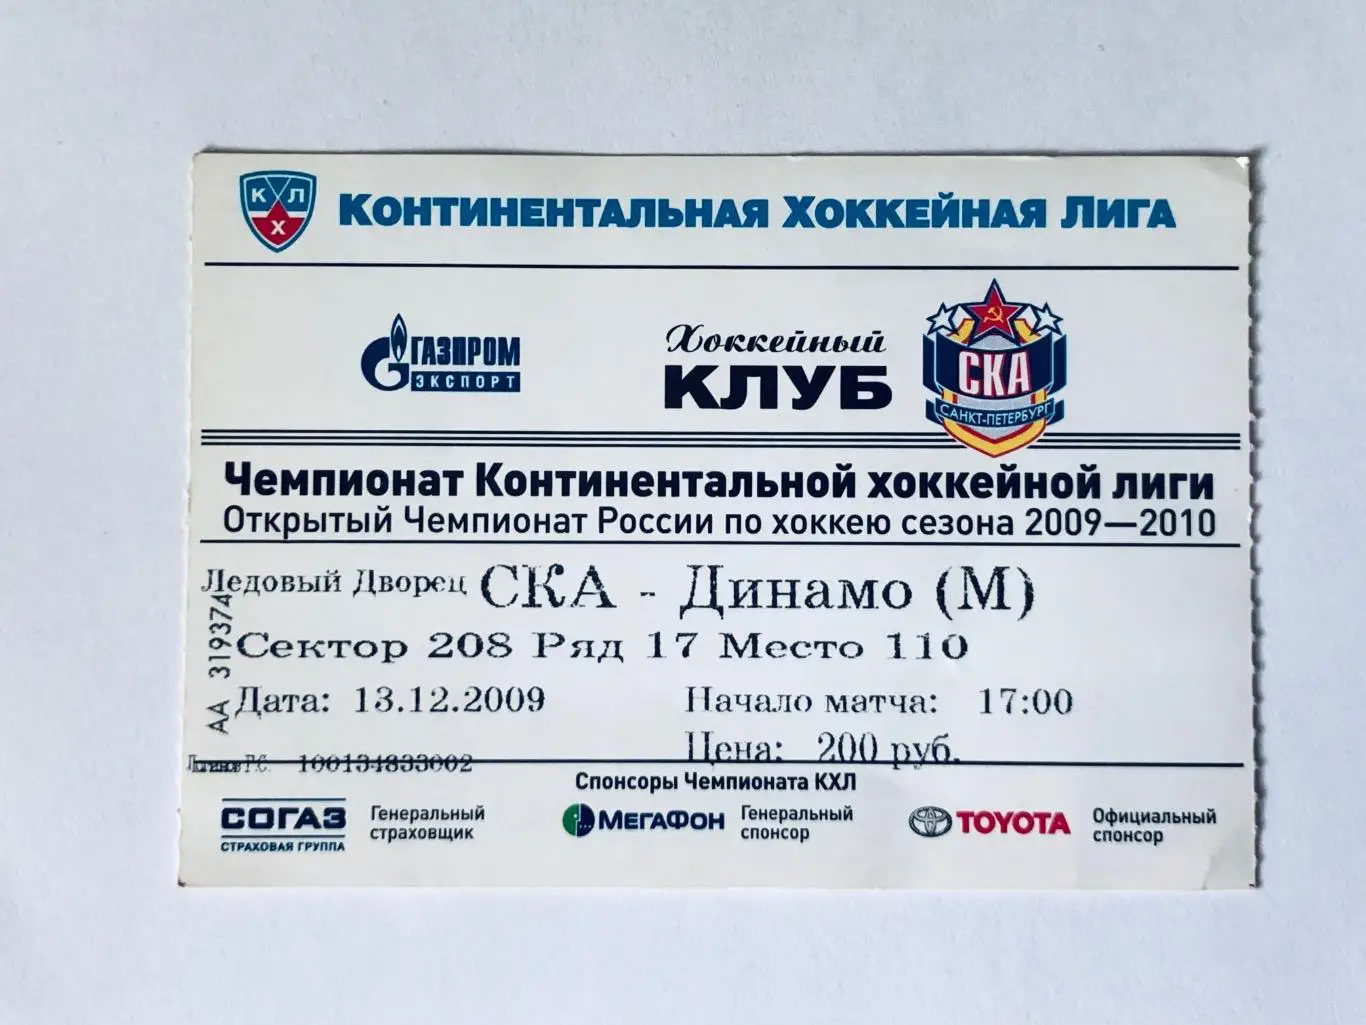 КХЛ
КОНТИНЕНТАЛЬНАЯ ХОККЕЙНАЯ ЛИГА
ГАЗПРОМ
ЭКСПОРТ
Хоккейный
КЛУБ
СКА
САНКТ-ПЕТЕРБУРГ
Чемпионат Континентальной хоккейной лиги
Открытый Чемпионат России по хоккею сезона 2009—2010
Ледовый Дворец СКА - Динамо (М)
Сектор 208 Ряд 17 Место 110
АА 319374
Дата: 13.12.2009 Начало матча: 17:00
Цена: 200 руб.
Г.С. 100134833002
Спонсоры Чемпионата КХЛ
СОГАЗ
СТРАХОВАЯ ГРУППА
Генеральный
страховщик
МЕГАФОН
Генеральный
спонсор
TOYOTA
Официальный
спонсор